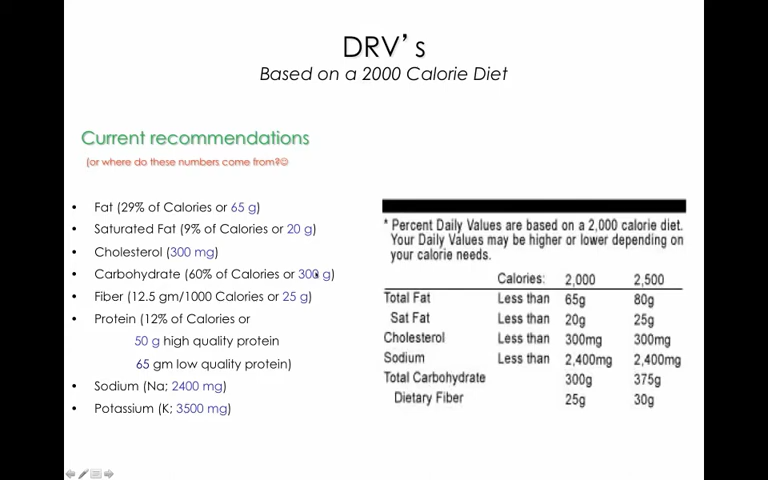 DRV's
Based on a 2000 Calorie Diet
Current recommendations
(or where do these numbers come from?☺
• Fat (29% of Calories or 65 g)
• Saturated Fat (9% of Calories or 20 g)
• Cholesterol (300 mg)
• Carbohydrate (60% of Calories or 300 g)
• Fiber (12.5 gm/1000 Calories or 25 g)
• Protein (12% of Calories or
50 g high quality protein
65 gm low quality protein)
• Sodium (Na; 2400 mg)
• Potassium (K; 3500 mg)
* Percent Daily Values are based on a 2,000 calorie diet.
Your Daily Values may be higher or lower depending on
your calorie needs.
Calories: 2,000 2,500
Total Fat Less than 65g 80g
Sat Fat Less than 20g 25g
Cholesterol Less than 300mg 300mg
Sodium Less than 2,400mg 2,400mg
Total Carbohydrate 300g 375g
Dietary Fiber 25g 30g